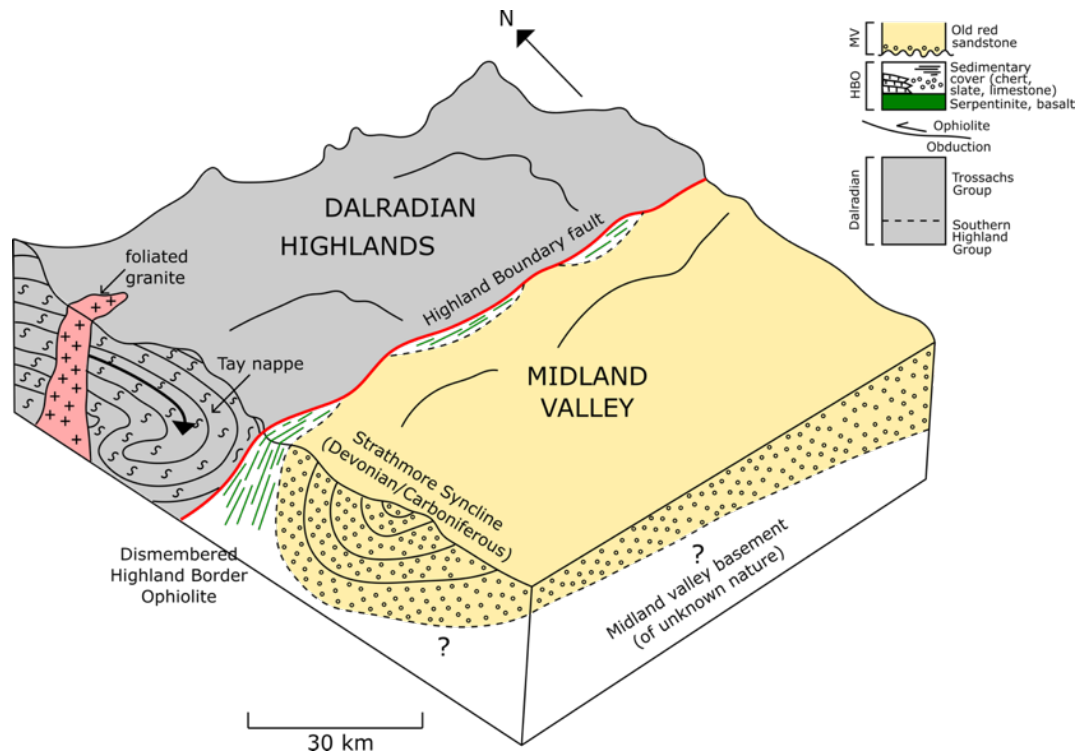 N
DALRADIAN
HIGHLANDS
foliated
granite
Tay nappe
Highland Boundary fault
MIDLAND
VALLEY
Strathmore Syncline
(Devonian/Carboniferous)
Dismembered
Highland Border
Ophiolite
?
?
Midland valley basement
(of unknown nature)
30 km
MV
Old red
sandstone
HBO
Sedimentary
cover (chert,
slate, limestone)
Serpentinite, basalt
Ophiolite
Obduction
Dalradian
Trossachs
Group
Southern
Highland
Group